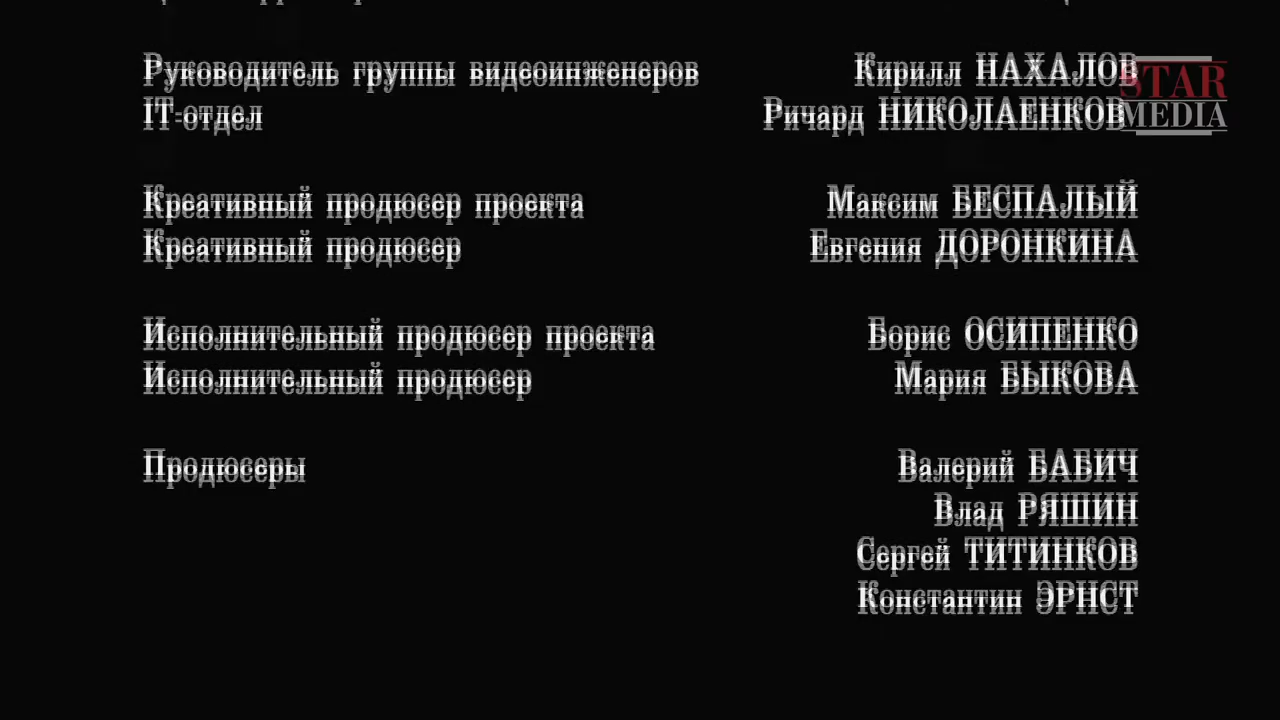 Руководитель группы видеоинженеров Кирилл НАХАЛОВ
IT-отдел Ричард НИКОЛАЕНКОВ
STAR
MEDIA
Креативный продюсер проекта Максим БЕСПАЛЫЙ
Креативный продюсер Евгения ДОРОНКИНА
Исполнительный продюсер проекта Борис ОСИПЕНКО
Исполнительный продюсер Мария БЫКОВА
Продюсеры Валерий БАБИЧ
Влад РЯШИН
Сергей ТИТИНКОВ
Константин ЭРНСТ